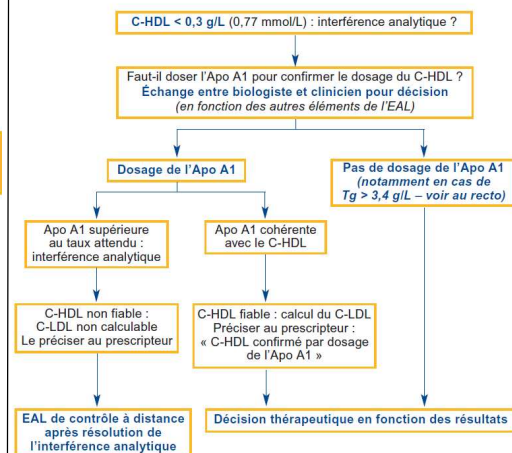 C-HDL < 0,3 g/L (0,77 mmol/L) : interférence analytique ?
Faut-il doser l'Apo A1 pour confirmer le dosage du C-HDL ?
Échange entre biologiste et clinicien pour décision
(en fonction des autres éléments de l'EAL)
Dosage de l'Apo A1
Pas de dosage de l'Apo A1
(notamment en cas de
Tg > 3,4 g/L – voir au recto)
Apo A1 supérieure
au taux attendu :
interférence analytique
Apo A1 cohérente
avec le C-HDL
C-HDL non fiable :
C-LDL non calculable
Le préciser au prescripteur
C-HDL fiable : calcul du C-LDL
Préciser au prescripteur :
« C-HDL confirmé par dosage
de l'Apo A1 »
EAL de contrôle à distance
après résolution de
l'interférence analytique
Décision thérapeutique en fonction des résultats